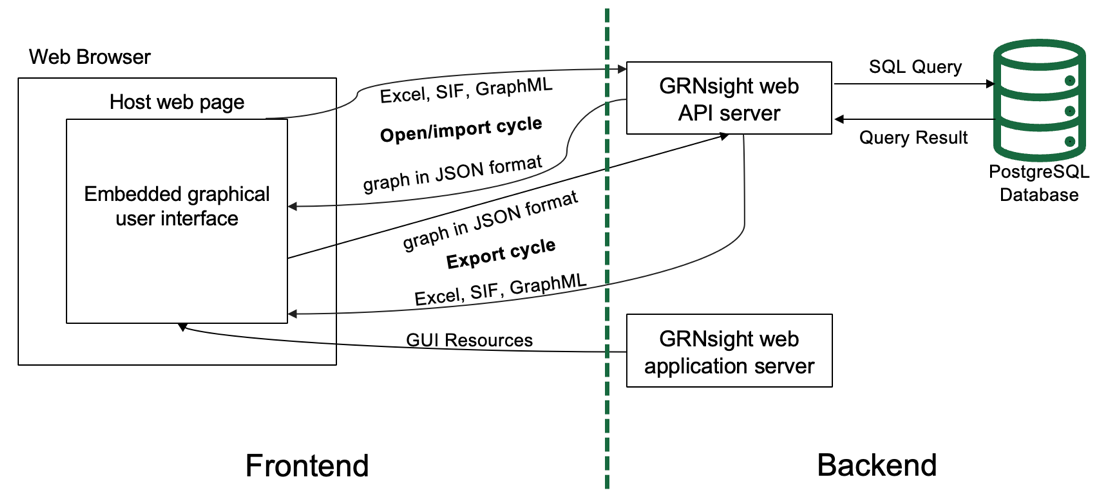 Web Browser
Host web page
Embedded graphical
user interface
Excel, SIF, GraphML
Open/import cycle
graph in JSON format
graph in JSON format
Export cycle
Excel, SIF, GraphML
GUI Resources
GRNsight web
API server
SQL Query
Query Result
PostgreSQL
Database
GRNsight web
application server
Frontend
Backend